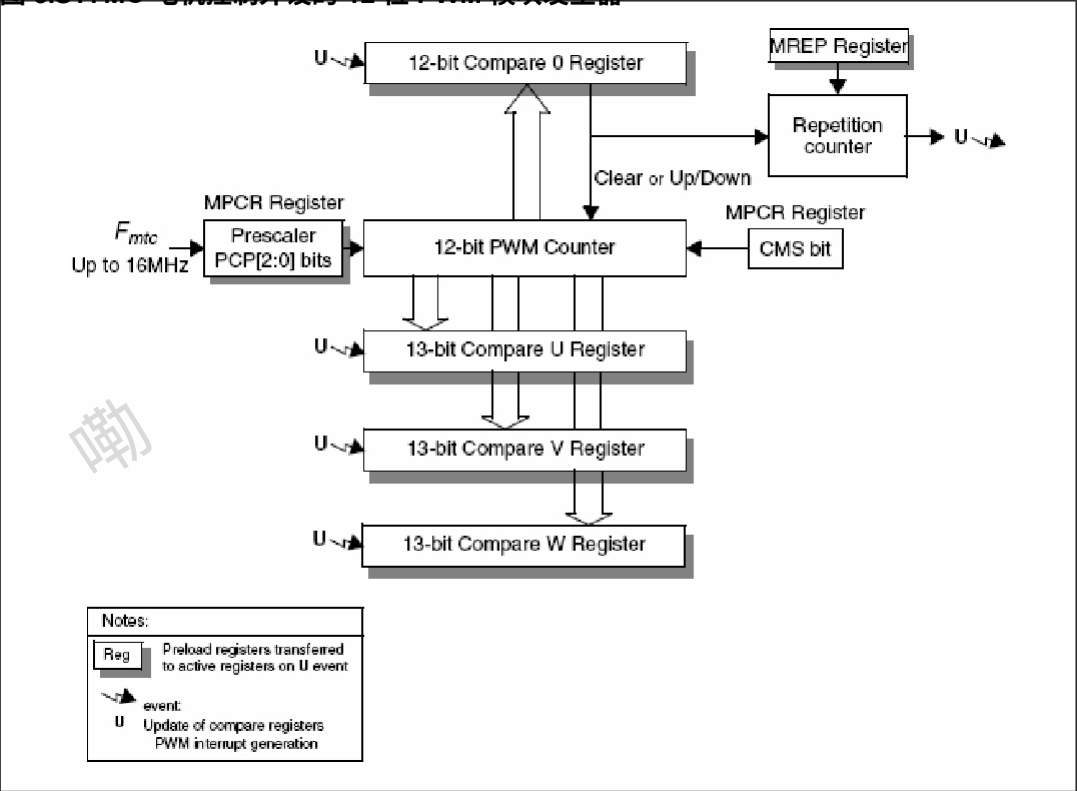 U
12-bit Compare 0 Register
MREP Register
Repetition
counter
U
Clear or Up/Down
MPCR Register
Fmtc
Up to 16MHz
Prescaler
PCP[2:0] bits
12-bit PWM Counter
MPCR Register
CMS bit
U
13-bit Compare U Register
U
13-bit Compare V Register
U
13-bit Compare W Register
嘞
Notes:
Reg
Preload registers transferred
to active registers on U event
event:
U Update of compare registers
PWM interrupt generation